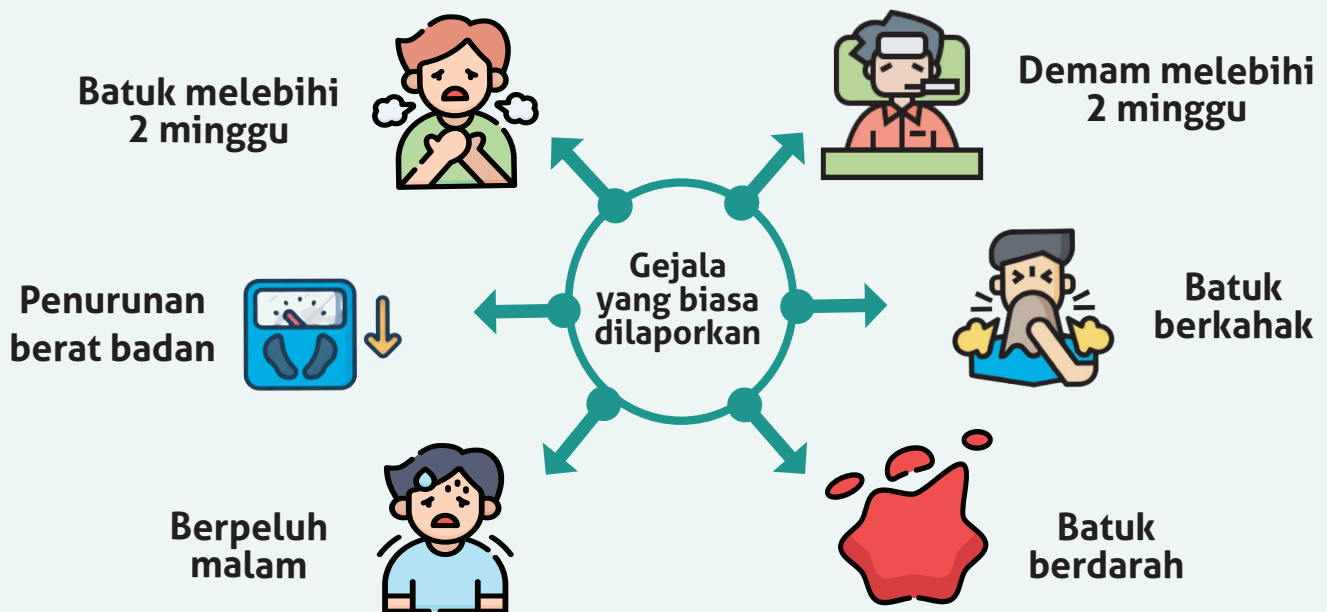 Batuk melebihi
2 minggu
Demam melebihi
2 minggu
Gejala
yang biasa
dilaporkan
Penurunan
berat badan
Batuk
berkahak
Berpeluh
malam
Batuk
berdarah